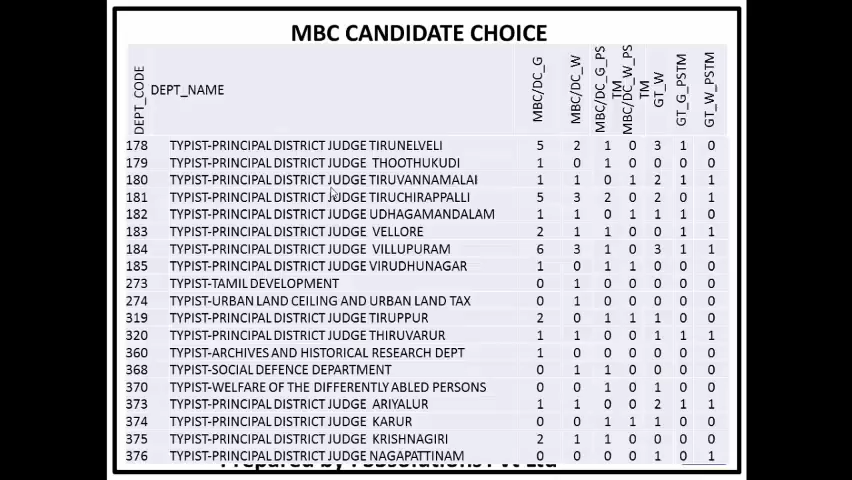 MBC CANDIDATE CHOICE
DEPT_CODE DEPT_NAME MBC/DC_G MBC/DC_W MBC/DC_G_PSTM MBC/DC_W_PSTM GT_W GT_G_PSTM GT_W_PSTM
178 TYPIST-PRINCIPAL DISTRICT JUDGE TIRUNELVELI 5 2 1 0 3 1 0
179 TYPIST-PRINCIPAL DISTRICT JUDGE THOOTHUKUDI 1 0 1 0 0 0 0
180 TYPIST-PRINCIPAL DISTRICT JUDGE TIRUVANNAMALAI 1 1 0 1 2 1 1
181 TYPIST-PRINCIPAL DISTRICT JUDGE TIRUCHIRAPPALLI 5 3 2 0 2 0 1
182 TYPIST-PRINCIPAL DISTRICT JUDGE UDHAGAMANDALAM 1 1 0 1 1 1 0
183 TYPIST-PRINCIPAL DISTRICT JUDGE VELLORE 2 1 1 0 0 1 1
184 TYPIST-PRINCIPAL DISTRICT JUDGE VILLUPURAM 6 3 1 0 3 1 1
185 TYPIST-PRINCIPAL DISTRICT JUDGE VIRUDHUNAGAR 1 0 1 1 0 0 0
273 TYPIST-TAMIL DEVELOPMENT 0 1 0 0 0 0 0
274 TYPIST-URBAN LAND CEILING AND URBAN LAND TAX 0 1 0 0 0 0 0
319 TYPIST-PRINCIPAL DISTRICT JUDGE TIRUPPUR 2 0 1 1 1 0 0
320 TYPIST-PRINCIPAL DISTRICT JUDGE THIRUVARUR 1 1 0 0 1 1 1
360 TYPIST-ARCHIVES AND HISTORICAL RESEARCH DEPT 1 0 0 0 0 0 0
368 TYPIST-SOCIAL DEFENCE DEPARTMENT 0 1 1 0 0 0 0
370 TYPIST-WELFARE OF THE DIFFERENTLY ABLED PERSONS 0 0 1 0 1 0 0
373 TYPIST-PRINCIPAL DISTRICT JUDGE ARIYALUR 1 1 0 0 2 1 1
374 TYPIST-PRINCIPAL DISTRICT JUDGE KARUR 0 0 1 1 1 0 0
375 TYPIST-PRINCIPAL DISTRICT JUDGE KRISHNAGIRI 2 1 1 0 0 0 0
376 TYPIST-PRINCIPAL DISTRICT JUDGE NAGAPATTINAM 0 0 0 0 1 0 1